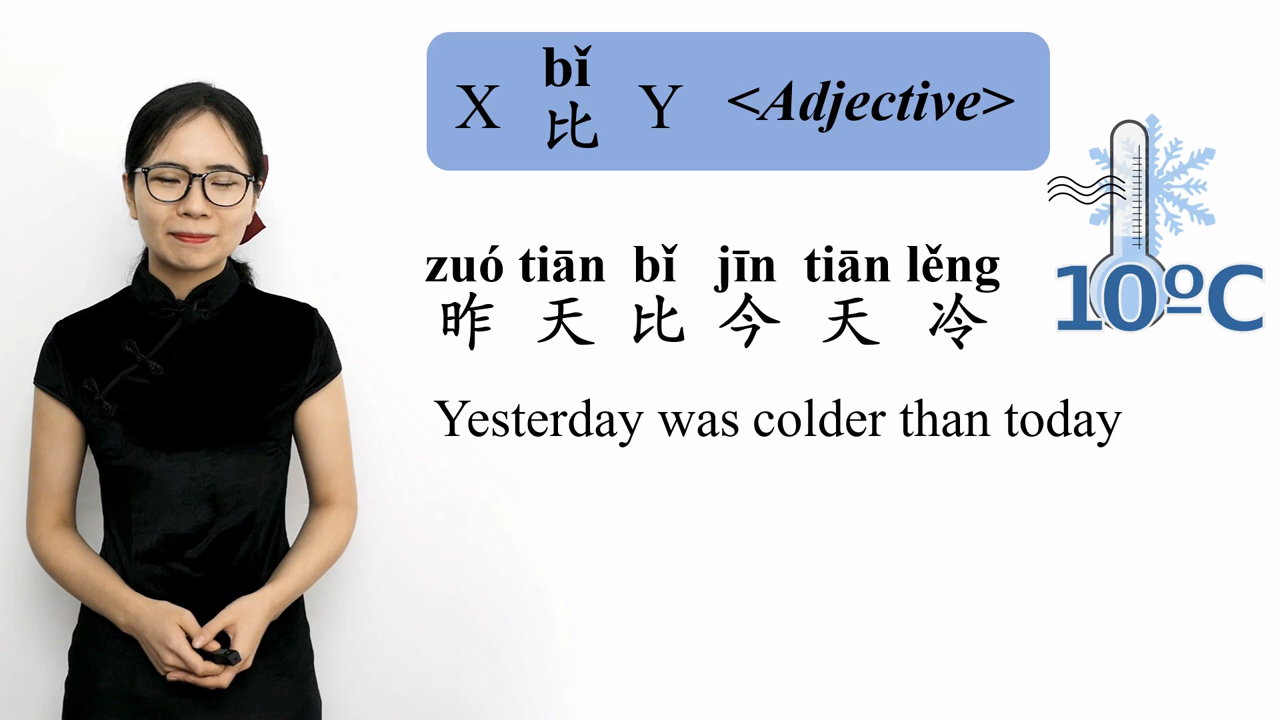 bǐ
X 比 Y <Adjective>
zuó tiān bǐ jīn tiān lěng
昨 天 比 今 天 冷
10ºC
Yesterday was colder than today